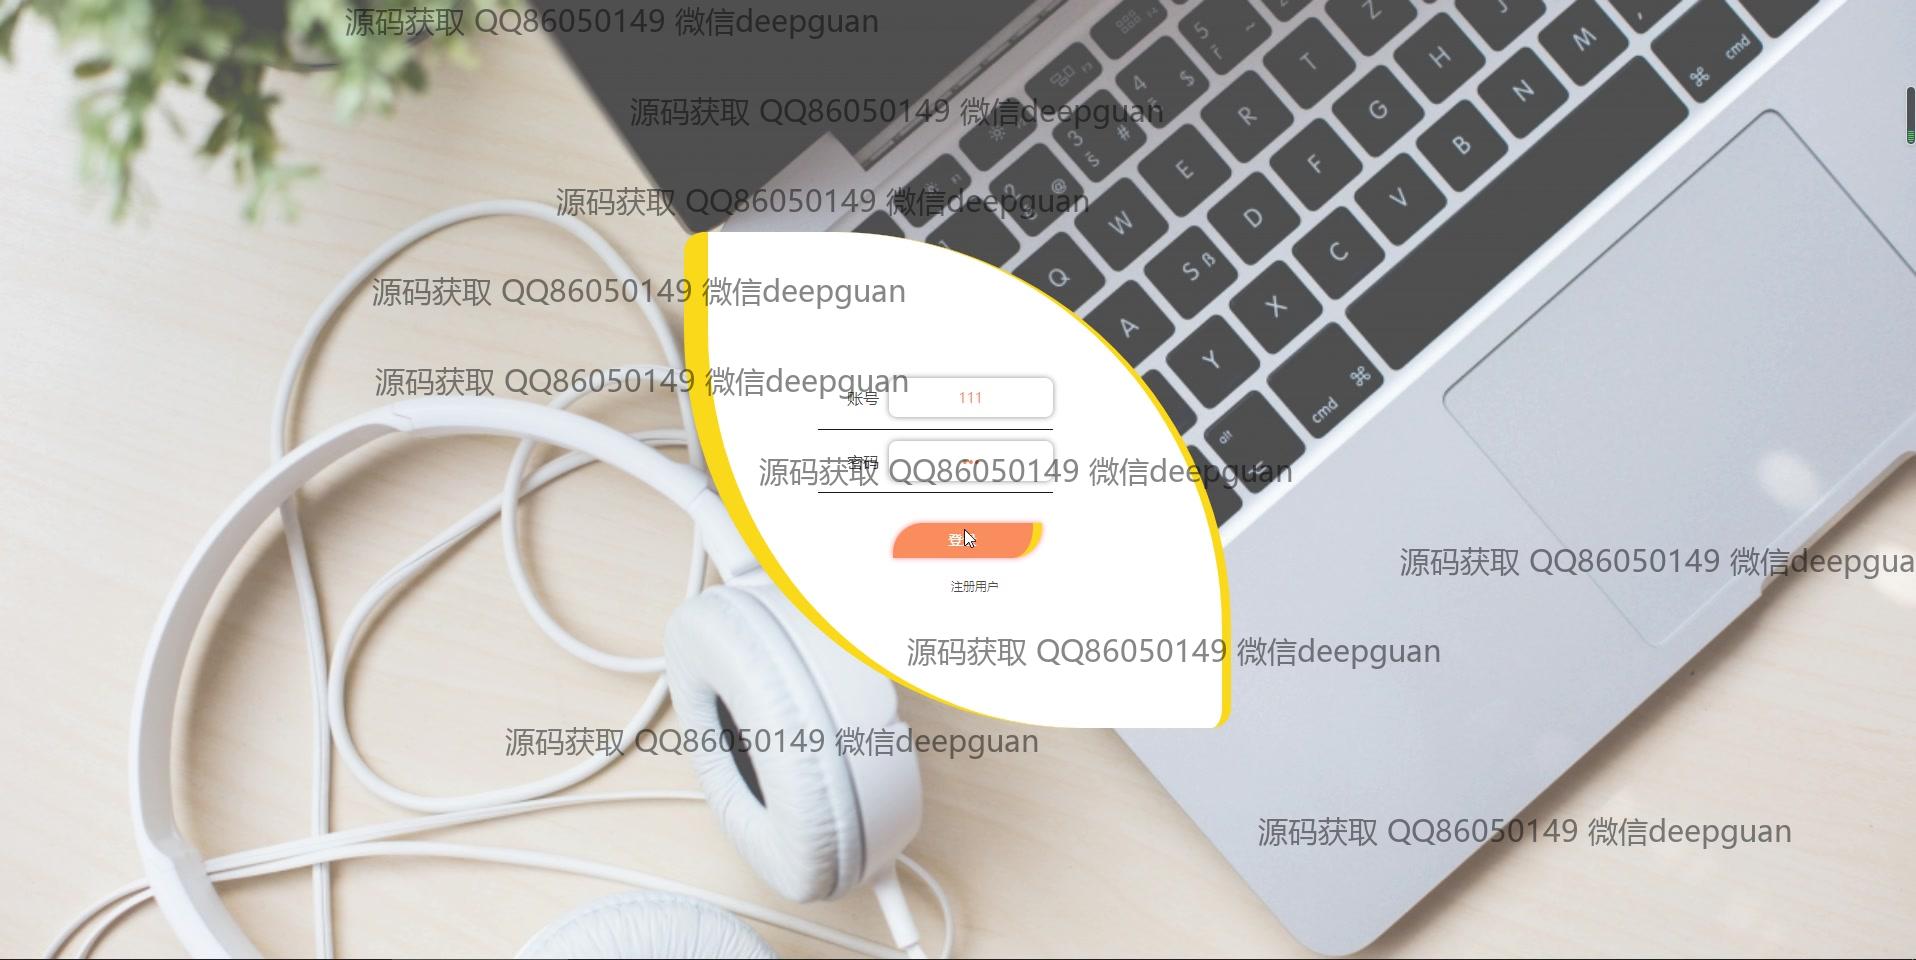 源码获取 QQ86050149 微信deepguan
源码获取 QQ86050149 微信deepguan
源码获取 QQ86050149 微信deepguan
源码获取 QQ86050149 微信deepguan
源码获取 QQ86050149 微信deepguan
账号 111
密码
源码获取 QQ86050149 微信deepguan
登
源码获取 QQ86050149 微信deepgua
注册用户
源码获取 QQ86050149 微信deepguan
源码获取 QQ86050149 微信deepguan
源码获取 QQ86050149 微信deepguan
5 4 $ 3 # 2 @
Q W E R T Z
A S ß D F G H J
Y X C V B N M ,
cmd ⌘
⌘ cmd
alt